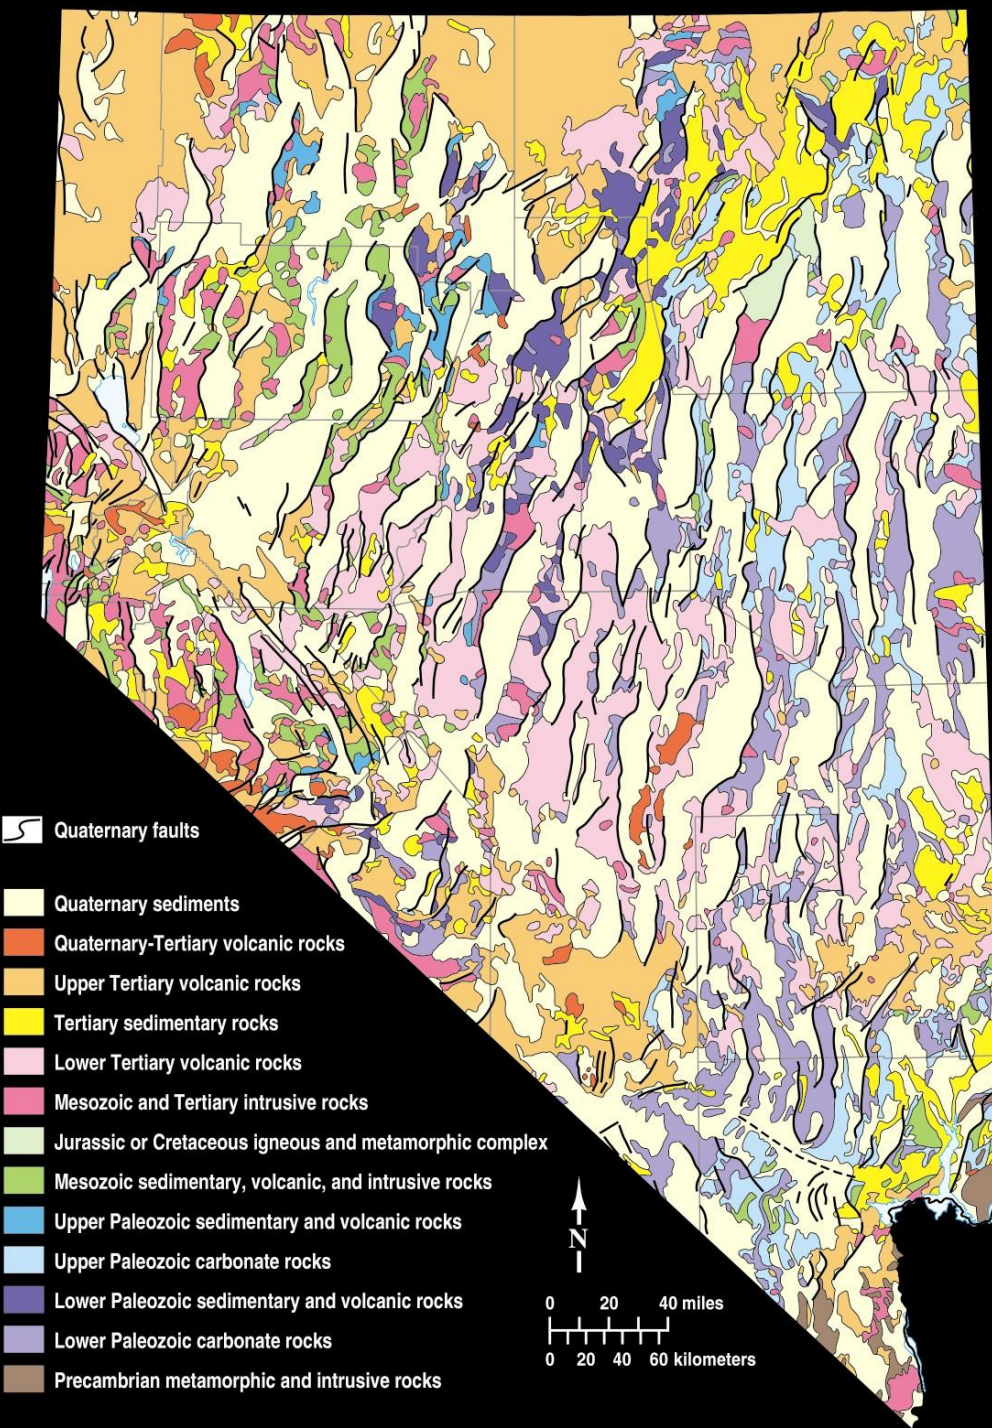 Quaternary faults
Quaternary sediments
Quaternary-Tertiary volcanic rocks
Upper Tertiary volcanic rocks
Tertiary sedimentary rocks
Lower Tertiary volcanic rocks
Mesozoic and Tertiary intrusive rocks
Jurassic or Cretaceous igneous and metamorphic complex
Mesozoic sedimentary, volcanic, and intrusive rocks
Upper Paleozoic sedimentary and volcanic rocks
Upper Paleozoic carbonate rocks
Lower Paleozoic sedimentary and volcanic rocks
Lower Paleozoic carbonate rocks
Precambrian metamorphic and intrusive rocks
N
0 20 40 miles
0 20 40 60 kilometers